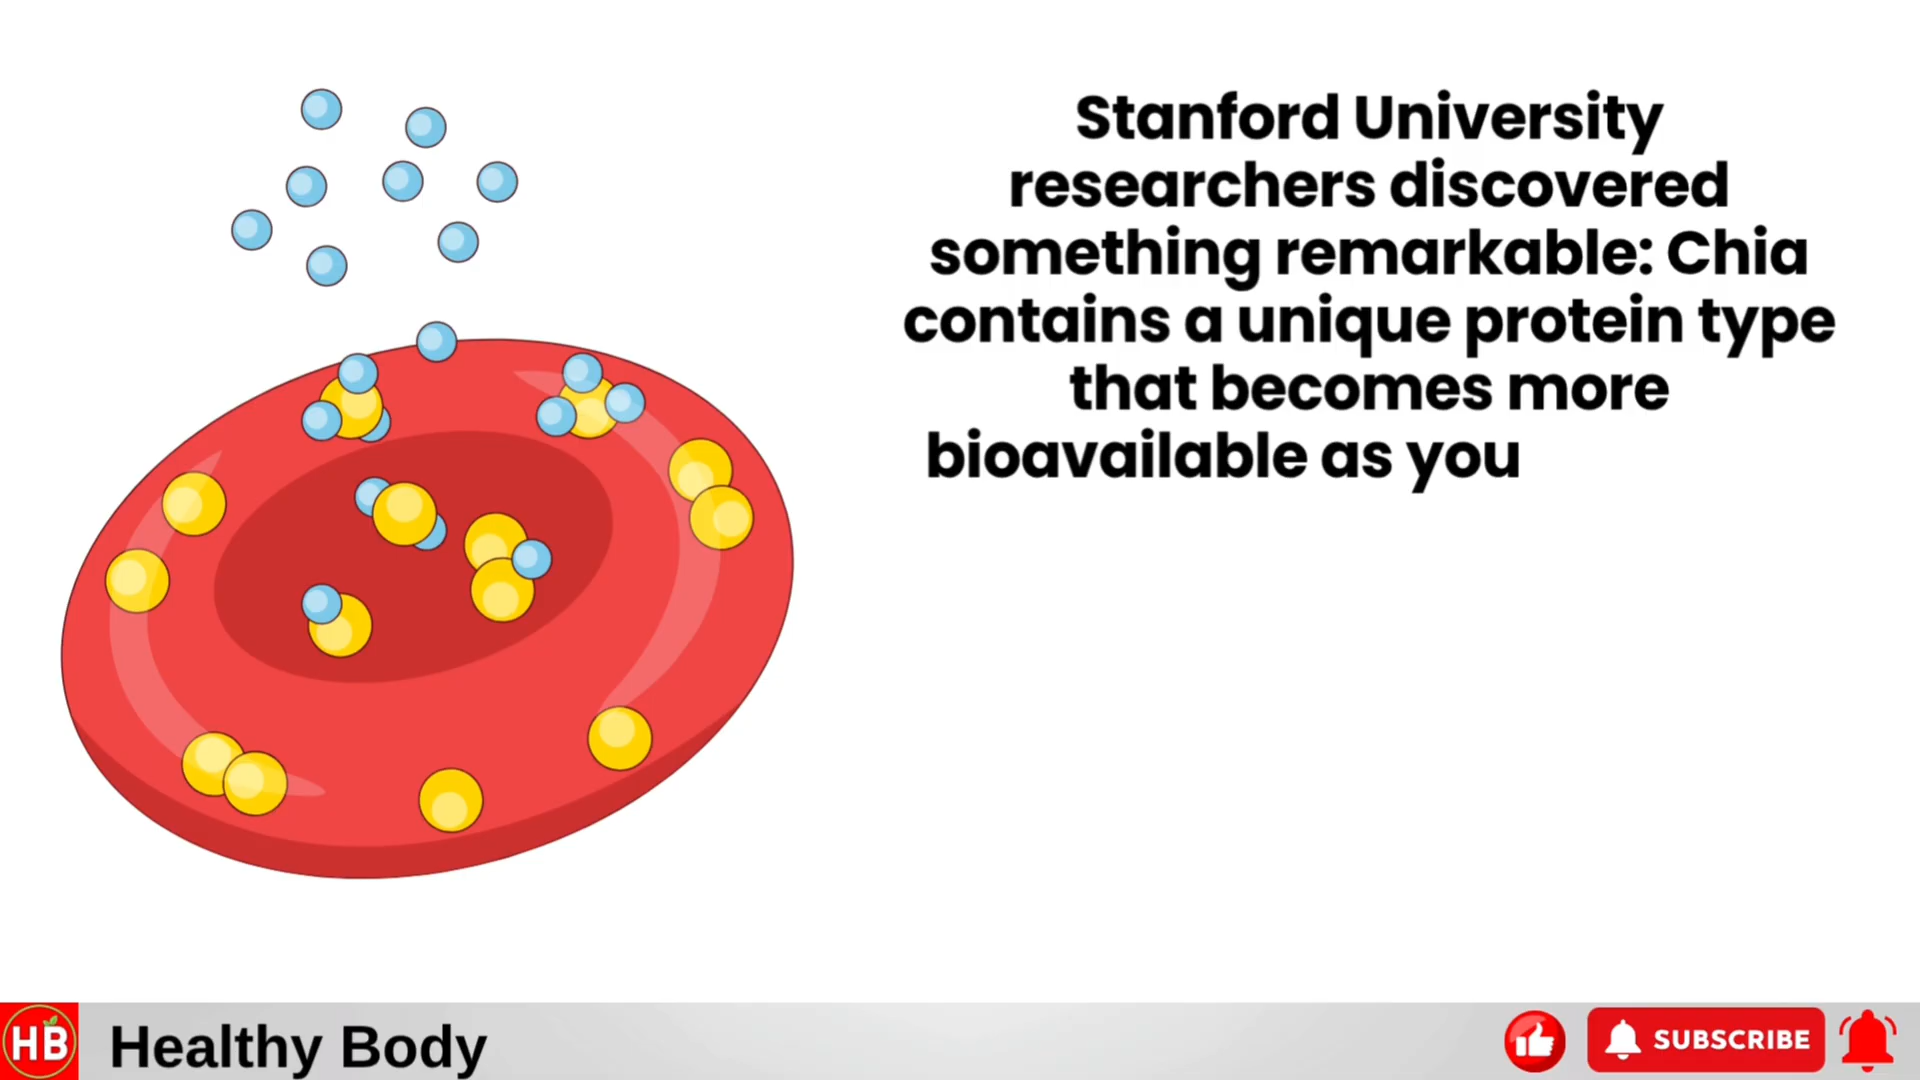 Stanford University
researchers discovered
something remarkable: Chia
contains a unique protein type
that becomes more
bioavailable as you
HB
Healthy Body
SUBSCRIBE